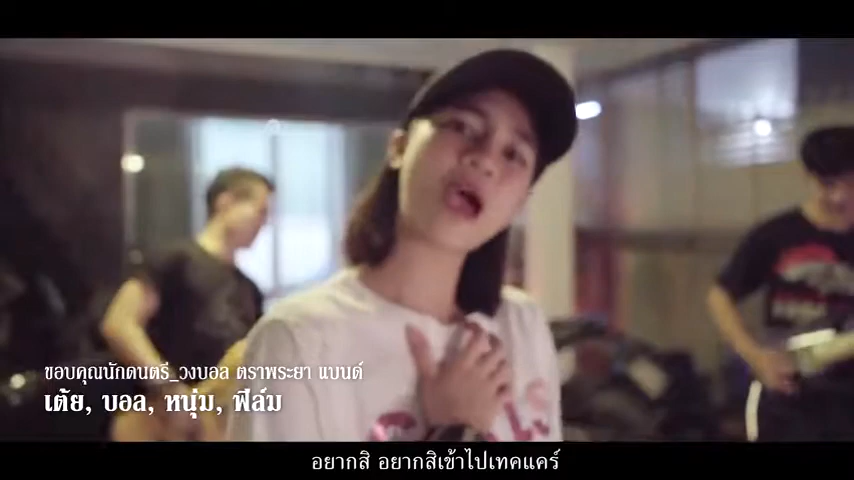 ขอบคุณนักดนตรี_วงบอล ตราพระยา แบนด์
เต้ย, บอล, หนุ่ม, ฟิล์ม
อยากสิ อยากสิเข้าไปเทคแคร์